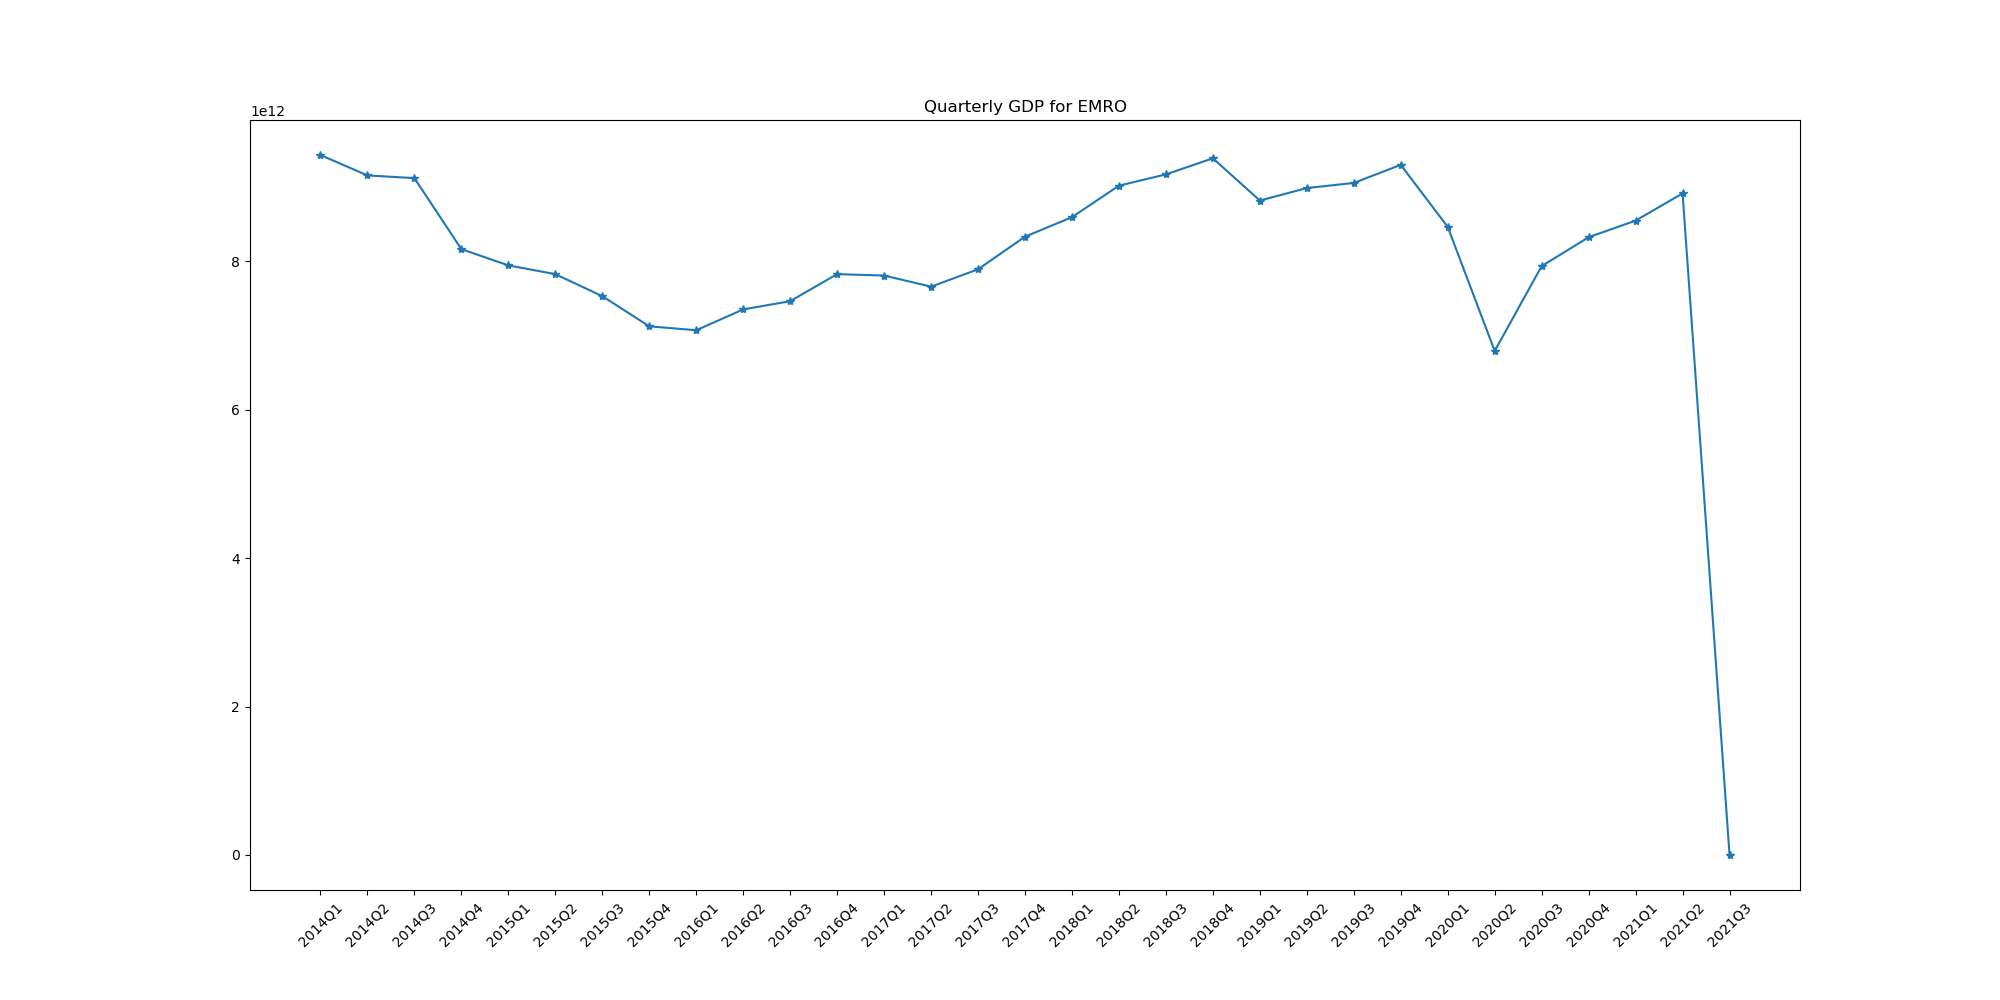 Quarterly GDP for EMRO
1e12
8
6
4
2
0
2014Q1
2014Q2
2014Q3
2014Q4
2015Q1
2015Q2
2015Q3
2015Q4
2016Q1
2016Q2
2016Q3
2016Q4
2017Q1
2017Q2
2017Q3
2017Q4
2018Q1
2018Q2
2018Q3
2018Q4
2019Q1
2019Q2
2019Q3
2019Q4
2020Q1
2020Q2
2020Q3
2020Q4
2021Q1
2021Q2
2021Q3